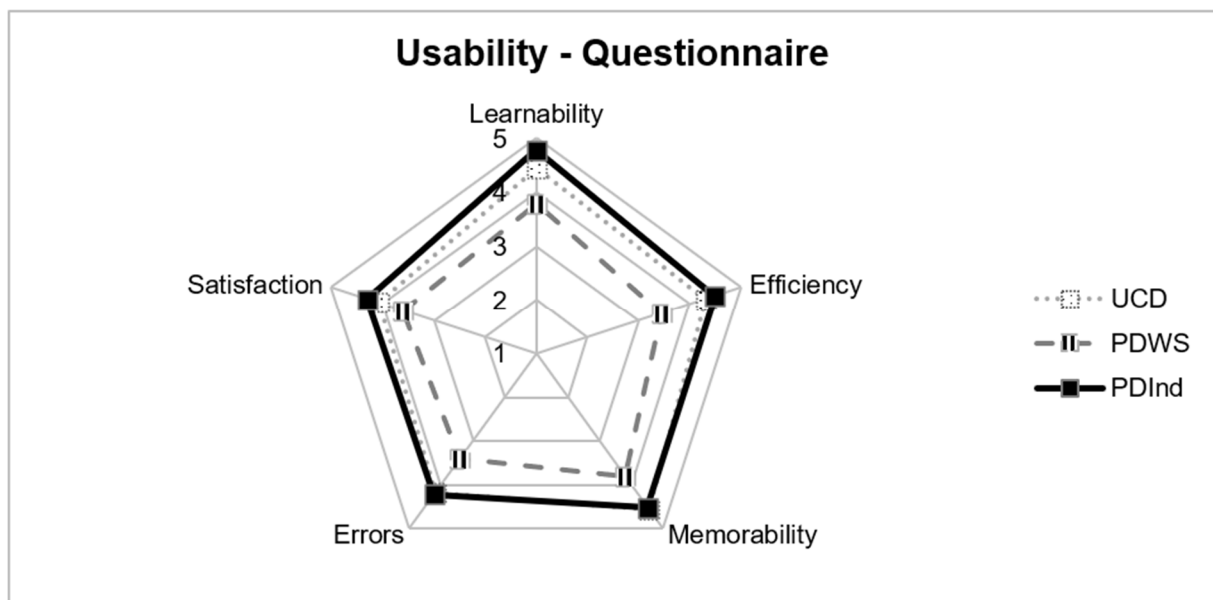 Usability - Questionnaire
Learnability
5
4
3
2
1
Satisfaction
Efficiency
Errors
Memorability
UCD
PDWS
PDInd